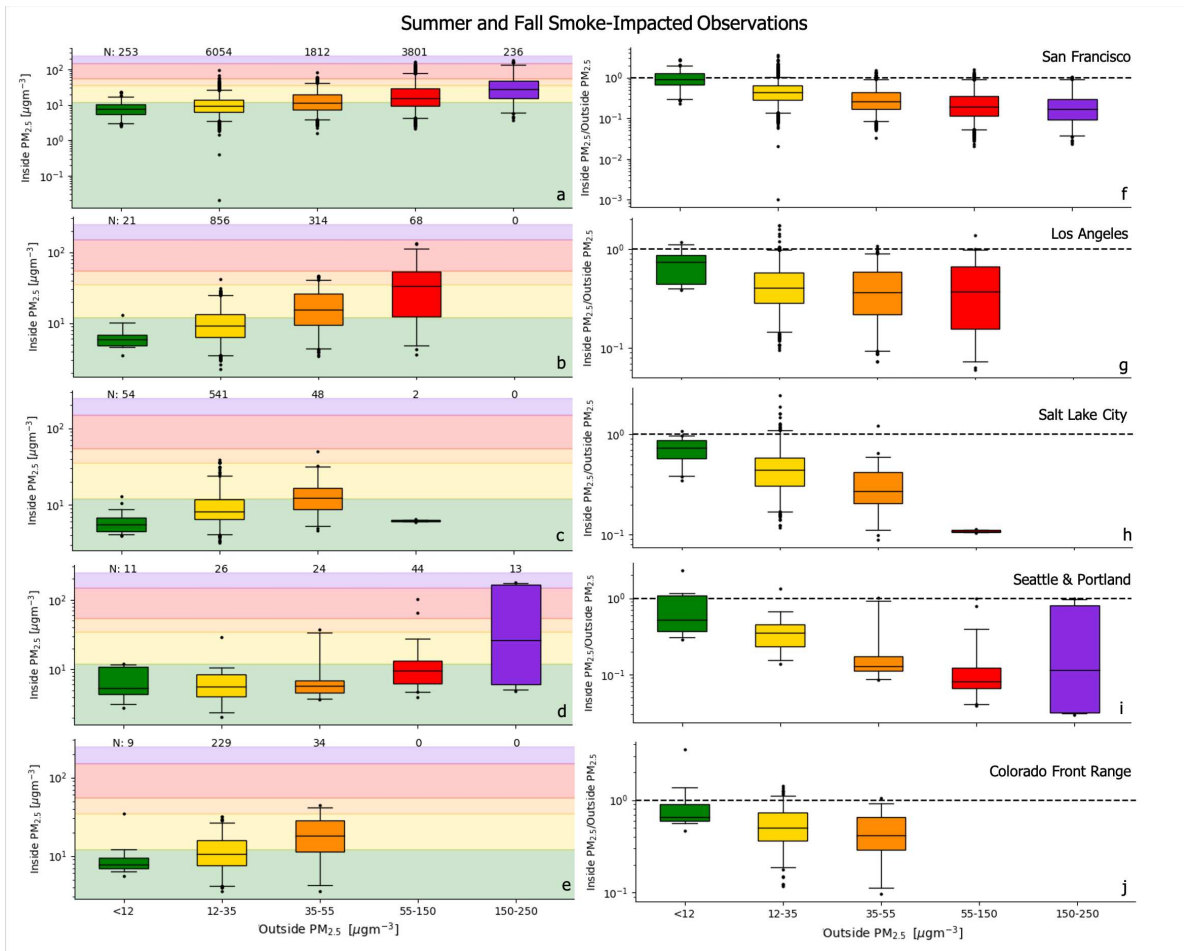 Summer and Fall Smoke-Impacted Observations
N: 253 6054 1812 3801 236
Inside PM2.5 [µgm⁻³]
10²
10¹
10⁰
10⁻¹
a
Inside PM2.5/Outside PM2.5
San Francisco
10⁰
10⁻¹
10⁻²
10⁻³
f
N: 21 856 314 68 0
Inside PM2.5 [µgm⁻³]
10²
10¹
b
Inside PM2.5/Outside PM2.5
Los Angeles
10⁰
10⁻¹
g
N: 54 541 48 2 0
Inside PM2.5 [µgm⁻³]
10²
10¹
c
Inside PM2.5/Outside PM2.5
Salt Lake City
10⁰
10⁻¹
h
N: 11 26 24 44 13
Inside PM2.5 [µgm⁻³]
10²
10¹
d
Inside PM2.5/Outside PM2.5
Seattle & Portland
10⁰
10⁻¹
i
N: 9 229 34 0 0
Inside PM2.5 [µgm⁻³]
10²
10¹
e
<12 12-35 35-55 55-150 150-250
Outside PM2.5 [µgm⁻³]
Inside PM2.5/Outside PM2.5
Colorado Front Range
10⁰
10⁻¹
j
<12 12-35 35-55 55-150 150-250
Outside PM2.5 [µgm⁻³]